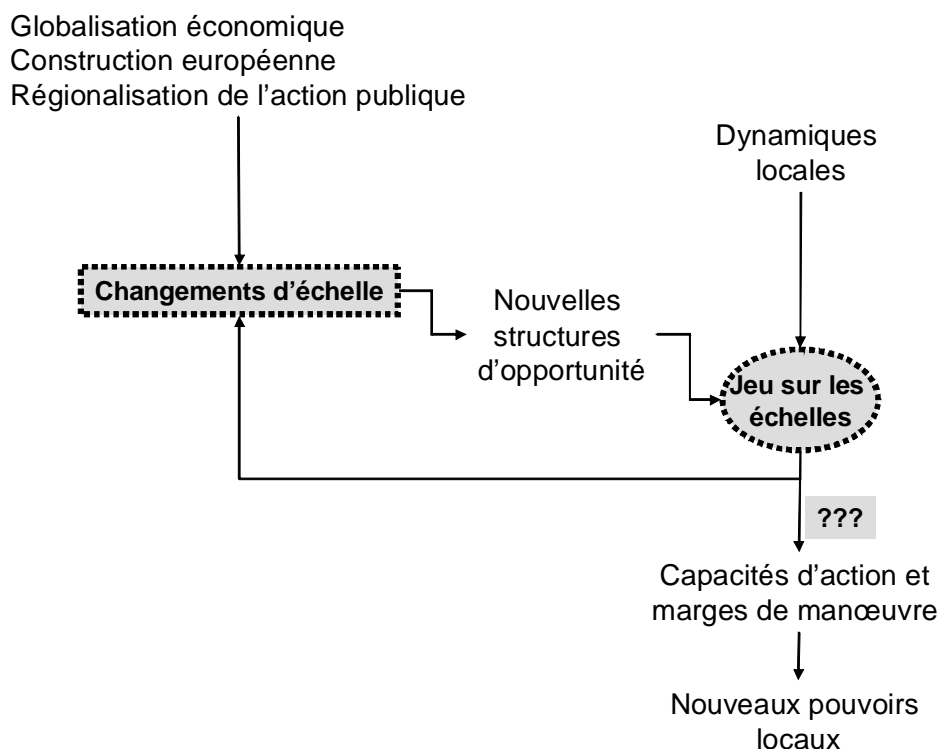 Globalisation économique
Construction européenne
Régionalisation de l’action publique
Dynamiques
locales
Changements d’échelle
Nouvelles
structures
d’opportunité
Jeu sur les
échelles
???
Capacités d’action et
marges de manœuvre
Nouveaux pouvoirs
locaux